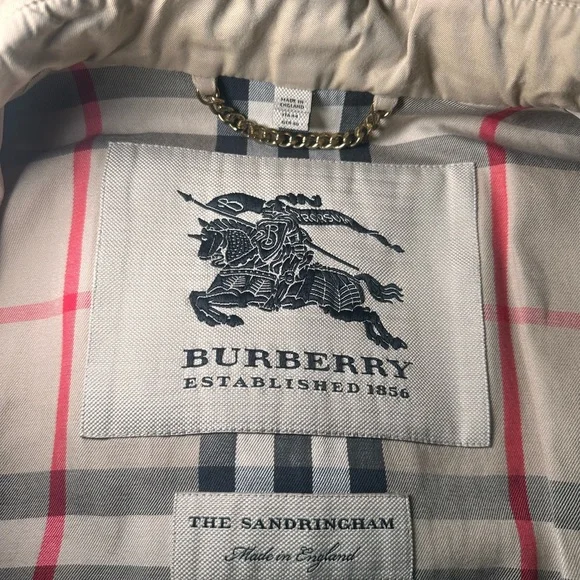 MADE IN
ENGLAND
B
PRORSUM
B
BURBERRY
ESTABLISHED 1856
THE SANDRINGHAM
Made in England